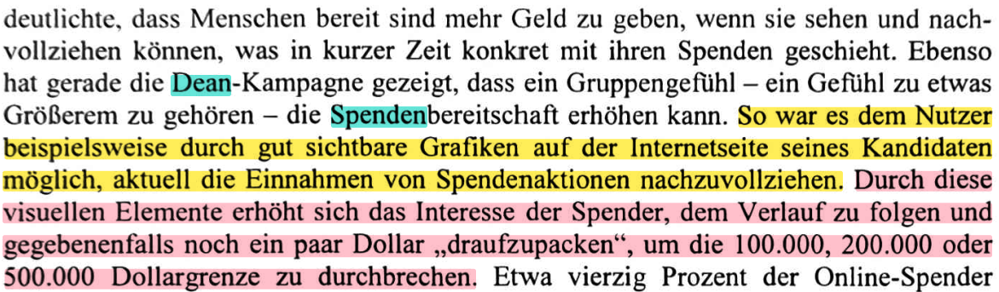 deutlichte, dass Menschen bereit sind mehr Geld zu geben, wenn sie sehen und nach-
vollziehen können, was in kurzer Zeit konkret mit ihren Spenden geschieht. Ebenso
hat gerade die Dean-Kampagne gezeigt, dass ein Gruppengefühl – ein Gefühl zu etwas
Größerem zu gehören – die Spendenbereitschaft erhöhen kann. So war es dem Nutzer
beispielsweise durch gut sichtbare Grafiken auf der Internetseite seines Kandidaten
möglich, aktuell die Einnahmen von Spendenaktionen nachzuvollziehen. Durch diese
visuellen Elemente erhöht sich das Interesse der Spender, dem Verlauf zu folgen und
gegebenenfalls noch ein paar Dollar „draufzupacken“, um die 100.000, 200.000 oder
500.000 Dollargrenze zu durchbrechen. Etwa vierzig Prozent der Online-Spender